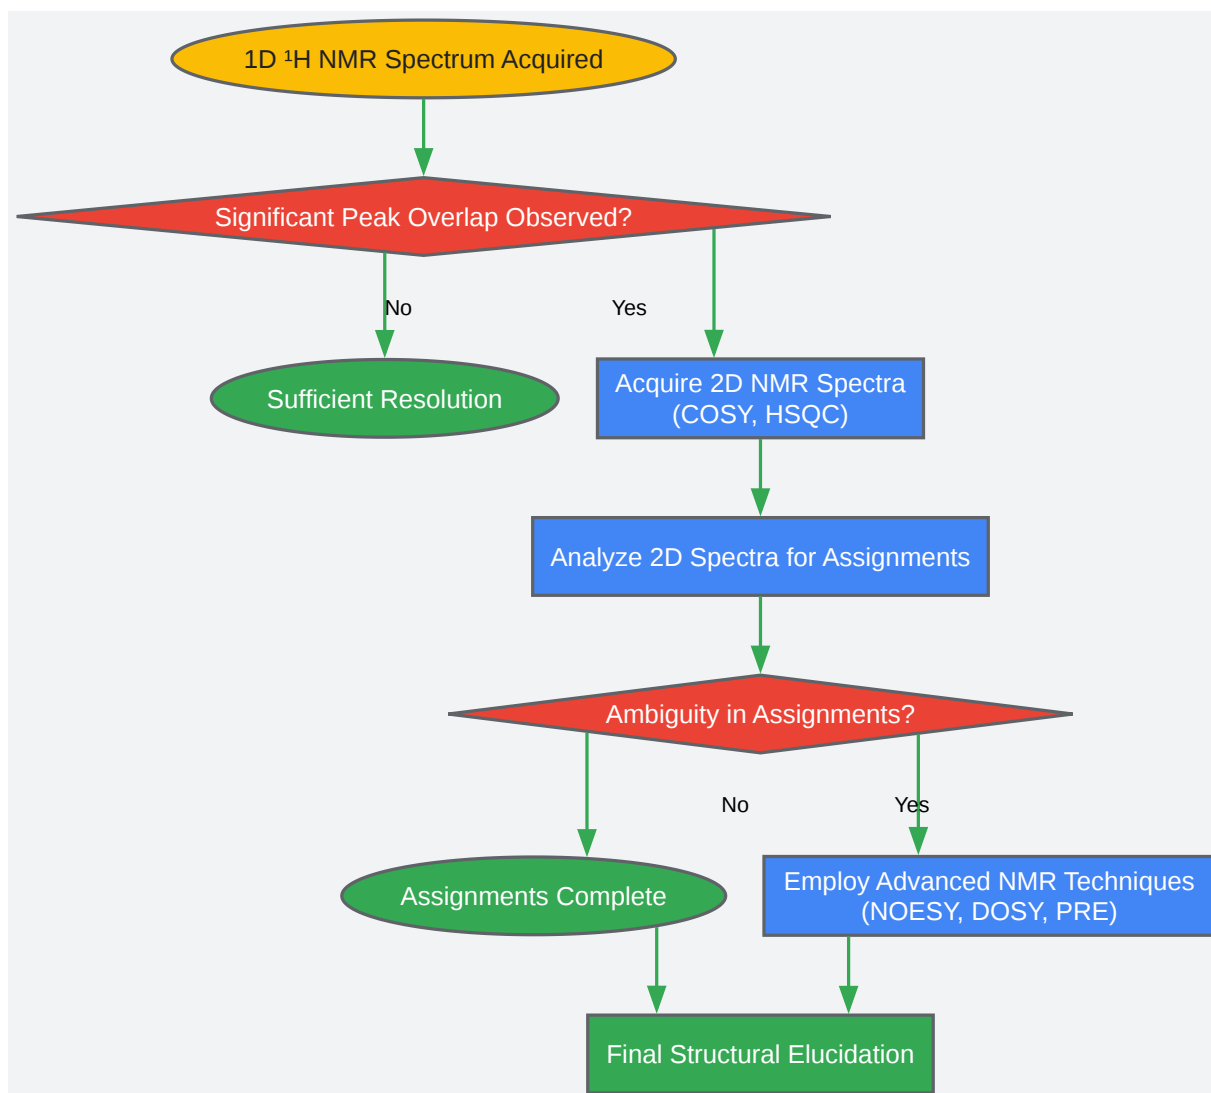 1D ¹H NMR Spectrum Acquired
Significant Peak Overlap Observed?
No
Yes
Sufficient Resolution
Acquire 2D NMR Spectra
(COSY, HSQC)
Analyze 2D Spectra for Assignments
Ambiguity in Assignments?
No
Yes
Assignments Complete
Employ Advanced NMR Techniques
(NOESY, DOSY, PRE)
Final Structural Elucidation